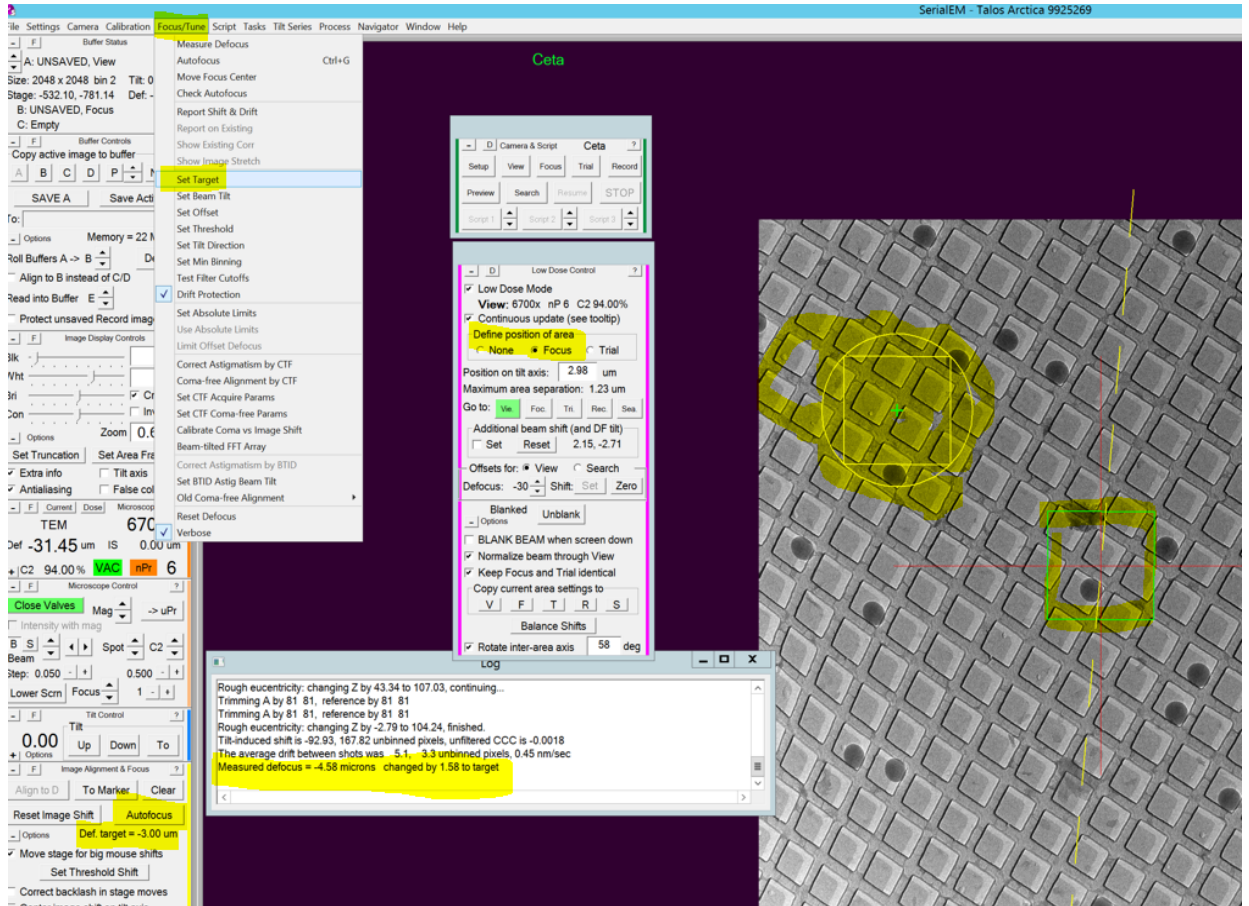 SerialEM - Talos Arctica 9925269
File Settings Camera Calibration Focus/Tune Script Tasks Tilt Series Process Navigator Window Help
- F Buffer Status
A: UNSAVED, View
Size: 2048 x 2048 bin 2 Tilt: 0
Stage: -532.10, -781.14 Def: -
B: UNSAVED, Focus
C: Empty
- F Buffer Controls
Copy active image to buffer
A B C D P
SAVE A Save Acti
To:
- Options Memory = 22 M
Roll Buffers A -> B De
Align to B instead of C/D
Read into Buffer E
Protect unsaved Record imag
- F Image Display Controls
Blk
Wht
Bri Cr
Con Inv
- Options Zoom 0.6
Set Truncation Set Area Fra
Extra info Tilt axis
Antialiasing False col
- F Current Dose Microscop
TEM 670
Def -31.45 um IS 0.00 um
+ C2 94.00 % VAC nPr 6
- F Microscope Control ?
Close Valves Mag -> uPr
Intensity with mag
B S Spot C2
Beam
Step: 0.050 - + 0.500 - +
Lower Scrn Focus 1 - +
- F Tilt Control ?
Tilt
0.00 Up Down To
+ Options
- F Image Alignment & Focus ?
Align to D To Marker Clear
Reset Image Shift Autofocus
- Options Def. target = -3.00 um
Move stage for big mouse shifts
Set Threshold Shift
Correct backlash in stage moves
Measure Defocus
Autofocus Ctrl+G
Move Focus Center
Check Autofocus
Report Shift & Drift
Report on Existing
Show Existing Corr
Show Image Stretch
Set Target
Set Beam Tilt
Set Offset
Set Threshold
Set Tilt Direction
Set Min Binning
Test Filter Cutoffs
Drift Protection
Set Absolute Limits
Use Absolute Limits
Limit Offset Defocus
Correct Astigmatism by CTF
Coma-free Alignment by CTF
Set CTF Acquire Params
Set CTF Coma-free Params
Calibrate Coma vs Image Shift
Beam-tilted FFT Array
Correct Astigmatism by BTID
Set BTID Astig Beam Tilt
Old Coma-free Alignment
Reset Defocus
Verbose
Ceta
- D Camera & Script Ceta ?
Setup View Focus Trial Record
Preview Search Resume STOP
Script 1 Script 2 Script 3
- D Low Dose Control ?
Low Dose Mode
View: 6700x nP 6 C2 94.00%
Continuous update (see tooltip)
Define position of area
None Focus Trial
Position on tilt axis: 2.98 um
Maximum area separation: 1.23 um
Go to: Vie. Foc. Tri. Rec. Sea.
Additional beam shift (and DF tilt)
Set Reset 2.15, -2.71
Offsets for: View Search
Defocus: -30 Shift: Set Zero
Blanked Unblank
- Options
BLANK BEAM when screen down
Normalize beam through View
Keep Focus and Trial identical
Copy current area settings to
V F T R S
Balance Shifts
Rotate inter-area axis 58 deg
Log
Rough eucentricity: changing Z by 43.34 to 107.03, continuing...
Trimming A by 81 81, reference by 81 81
Trimming A by 81 81, reference by 81 81
Rough eucentricity: changing Z by -2.79 to 104.24, finished.
Tilt-induced shift is -92.93, 167.82 unbinned pixels, unfiltered CCC is -0.0018
The average drift between shots was 5.1, 3.3 unbinned pixels, 0.45 nm/sec
Measured defocus = -4.58 microns changed by 1.58 to target